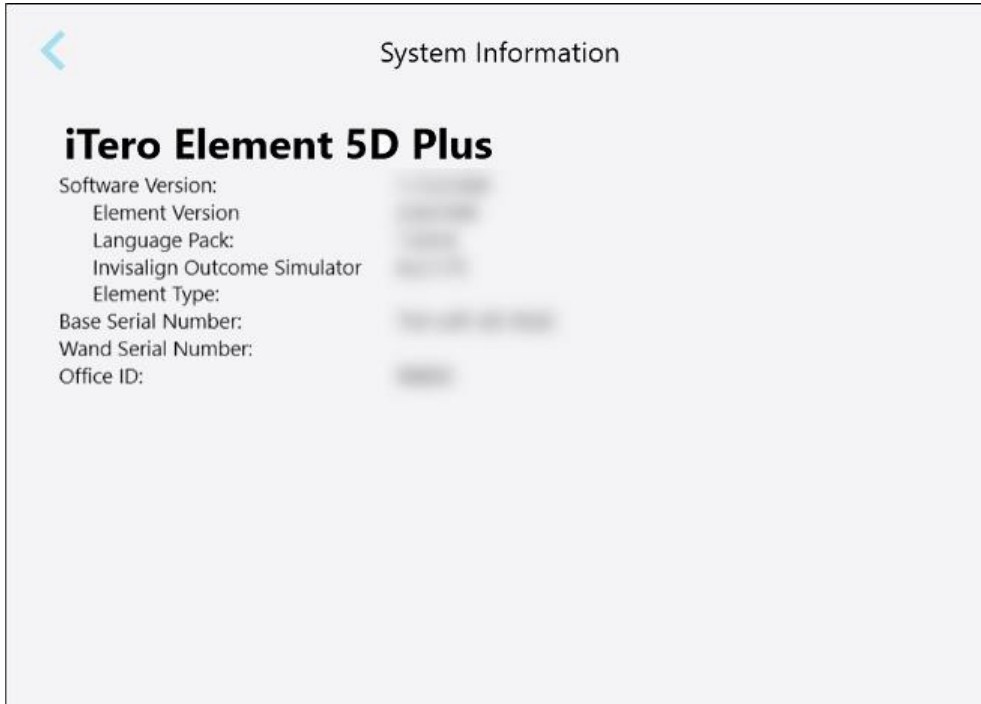 System Information
iTero Element 5D Plus
Software Version:
Element Version
Language Pack:
Invisalign Outcome Simulator
Element Type:
Base Serial Number:
Wand Serial Number:
Office ID: